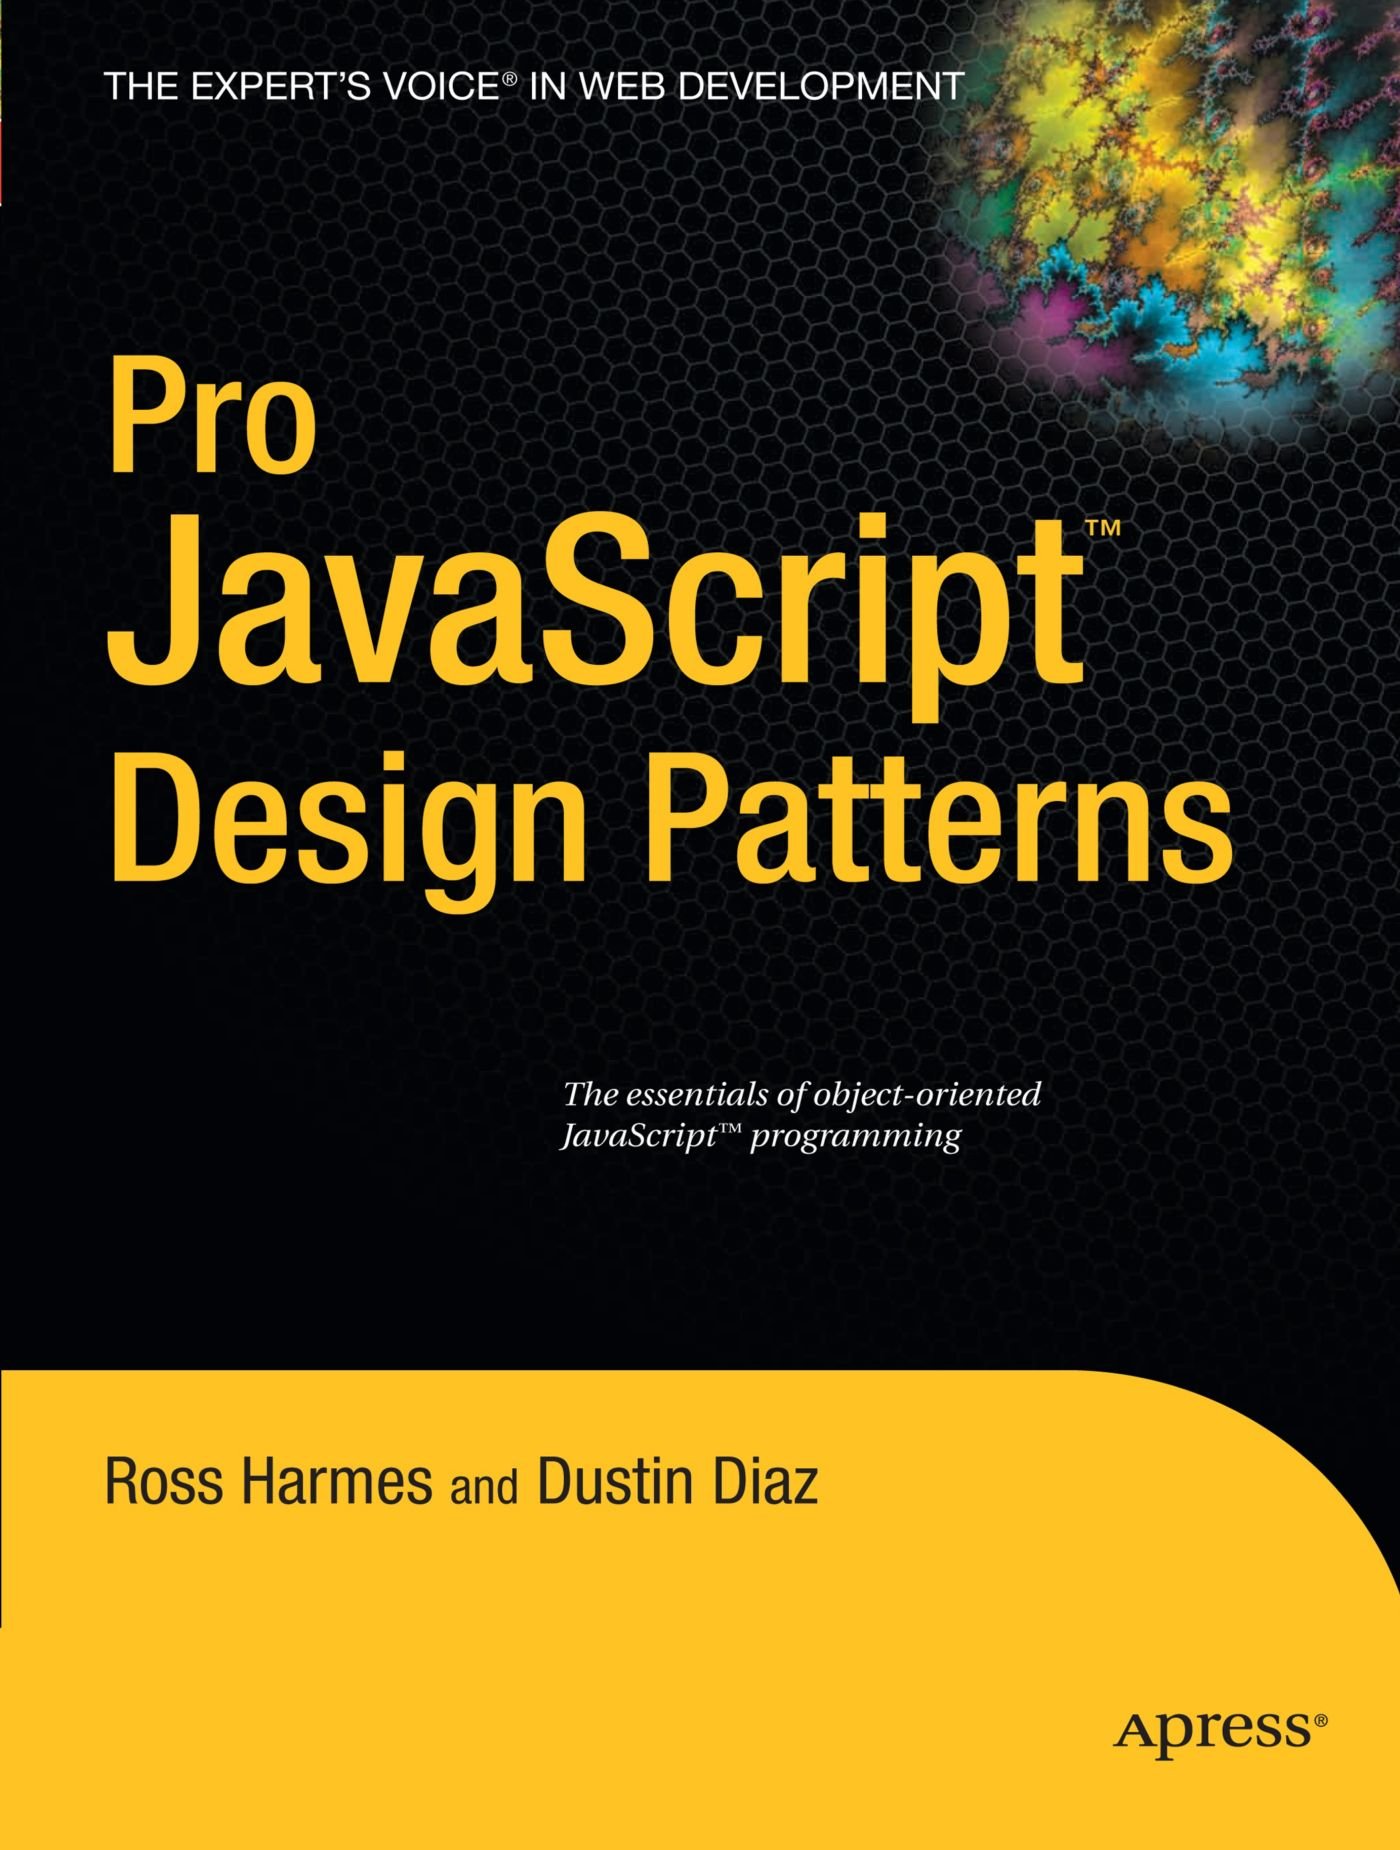 THE EXPERT'S VOICE® IN WEB DEVELOPMENT
Pro
JavaScript™
Design Patterns
The essentials of object-oriented
JavaScript™ programming
Ross Harmes and Dustin Diaz
Apress®